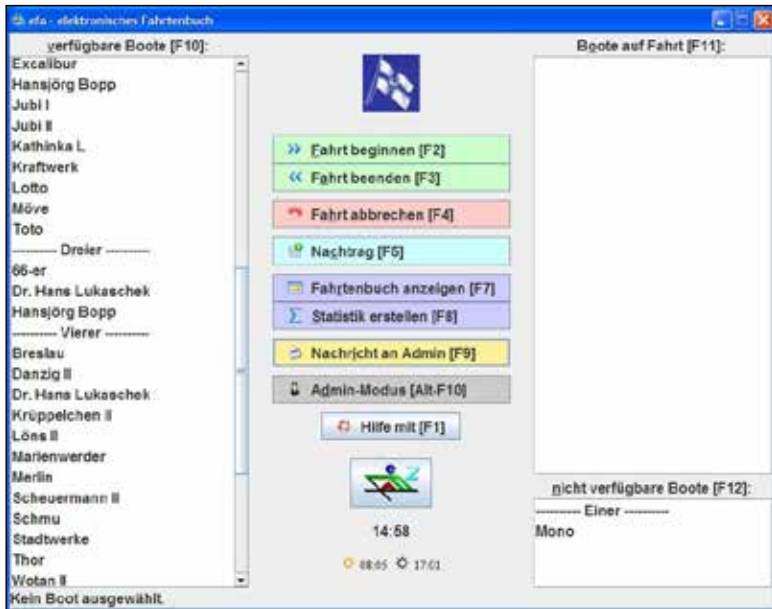 efa - elektronisches Fahrtenbuch
verfügbare Boote [F10]:
Excalibur
Hansjörg Bopp
Jubi I
Jubi II
Kathinka L
Kraftwerk
Lotto
Möve
Toto
---------- Dreier ----------
66-er
Dr. Hans Lukaschek
Hansjörg Bopp
---------- Vierer ----------
Breslau
Danzig II
Dr. Hans Lukaschek
Krüppelchen II
Löns II
Marienwerder
Merlin
Scheuermann II
Schmu
Stadtwerke
Thor
Wotan II
Kein Boot ausgewählt.
Fahrt beginnen [F2]
Fahrt beenden [F3]
Fahrt abbrechen [F4]
Nachtrag [F5]
Fahrtenbuch anzeigen [F7]
Statistik erstellen [F8]
Nachricht an Admin [F9]
Admin-Modus [Alt-F10]
Hilfe mit [F1]
2
14:58
08:05 17:01
Boote auf Fahrt [F11]:
nicht verfügbare Boote [F12]:
---------- Einer ----------
Mono